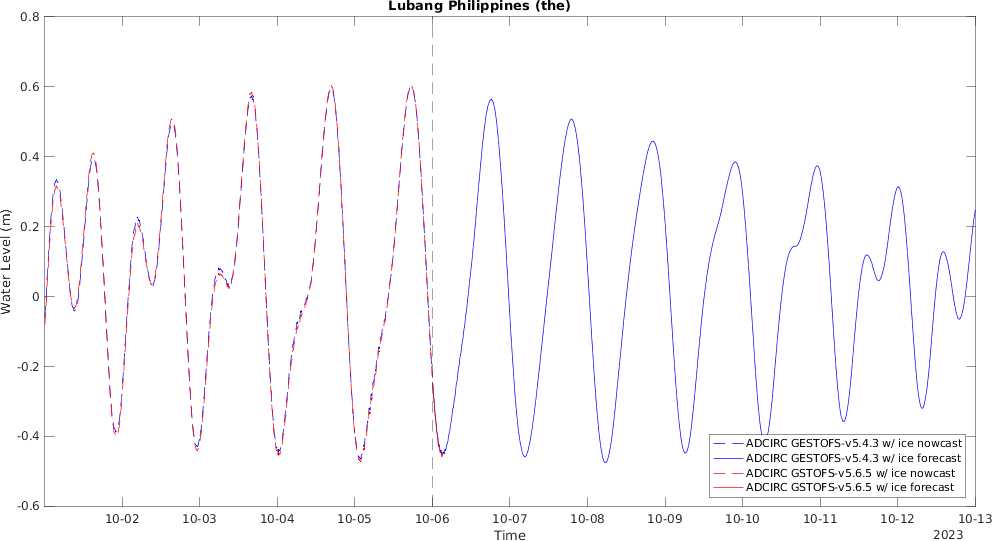 Lubang Philippines (the)
Water Level (m)
0.8
0.6
0.4
0.2
0
-0.2
-0.4
-0.6
ADCIRC GESTOFS-v5.4.3 w/ ice nowcast
ADCIRC GESTOFS-v5.4.3 w/ ice forecast
ADCIRC GSTOFS-v5.6.5 w/ ice nowcast
ADCIRC GSTOFS-v5.6.5 w/ ice forecast
10-02 10-03 10-04 10-05 10-06 10-07 10-08 10-09 10-10 10-11 10-12 10-13
Time
2023